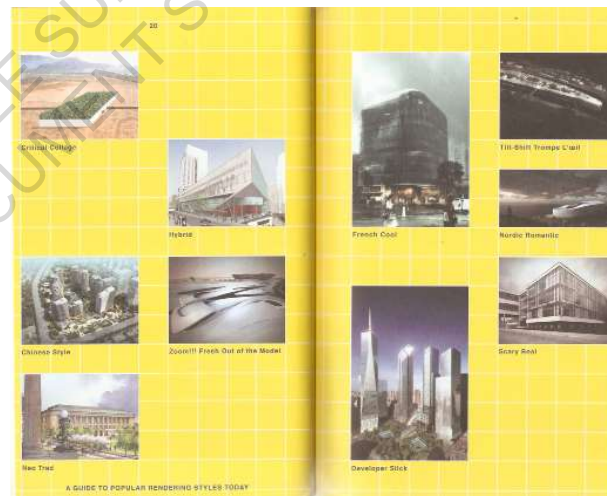 20
Critical Collage
Hybrid
Chinese Style
Zoom!!! Fresh Out of the Model
Neo Trad
A GUIDE TO POPULAR RENDERING STYLES TODAY
French Cool
Tilt-Shift Trompe L'œil
Nordic Romantic
Scary Real
Developer Slick